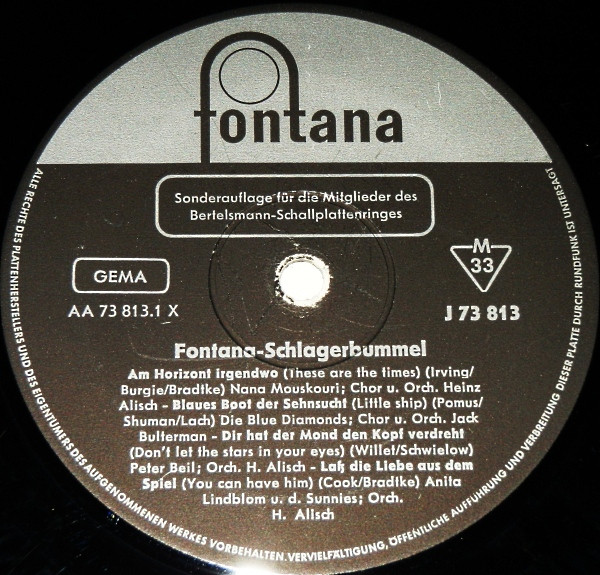 fontana
Sonderauflage für die Mitglieder des
Bertelsmann-Schallplattenringes
GEMA
AA 73 813.1 X
M
33
J 73 813
Fontana-Schlagerbummel
Am Horizont irgendwo (These are the times) (Irving/
Burgie/Bradtke) Nana Mouskouri; Chor u. Orch. Heinz
Alisch – Blaues Boot der Sehnsucht (Little ship) (Pomus/
Shuman/Lach) Die Blue Diamonds; Chor u. Orch. Jack
Bulterman – Dir hat der Mond den Kopf verdreht
(Don't let the stars in your eyes) (Willet/Schwielow)
Peter Beil; Orch. H. Alisch – Laß die Liebe aus dem
Spiel (You can have him) (Cook/Bradtke) Anita
Lindblom u. d. Sunnies; Orch.
H. Alisch
ALLE RECHTE DES PLATTENHERSTELLERS UND DES EIGENTÜMERS DES AUFGENOMMENEN WERKES VORBEHALTEN. VERVIELFÄLTIGUNG, ÖFFENTLICHE AUFFÜHRUNG UND VERBREITUNG DIESER PLATTE DURCH RUNDFUNK IST UNTERSAGT